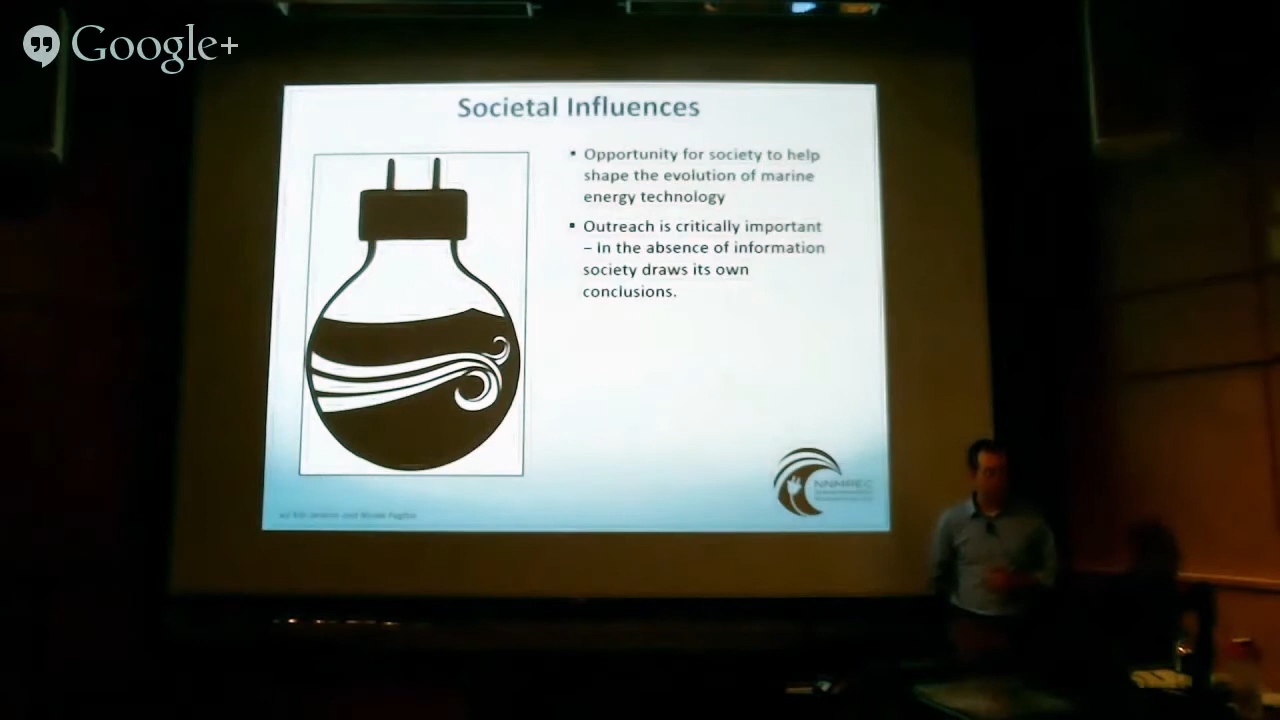 Google+
Societal Influences
▪ Opportunity for society to help
shape the evolution of marine
energy technology
▪ Outreach is critically important
– In the absence of information
society draws its own
conclusions.
NNMREC